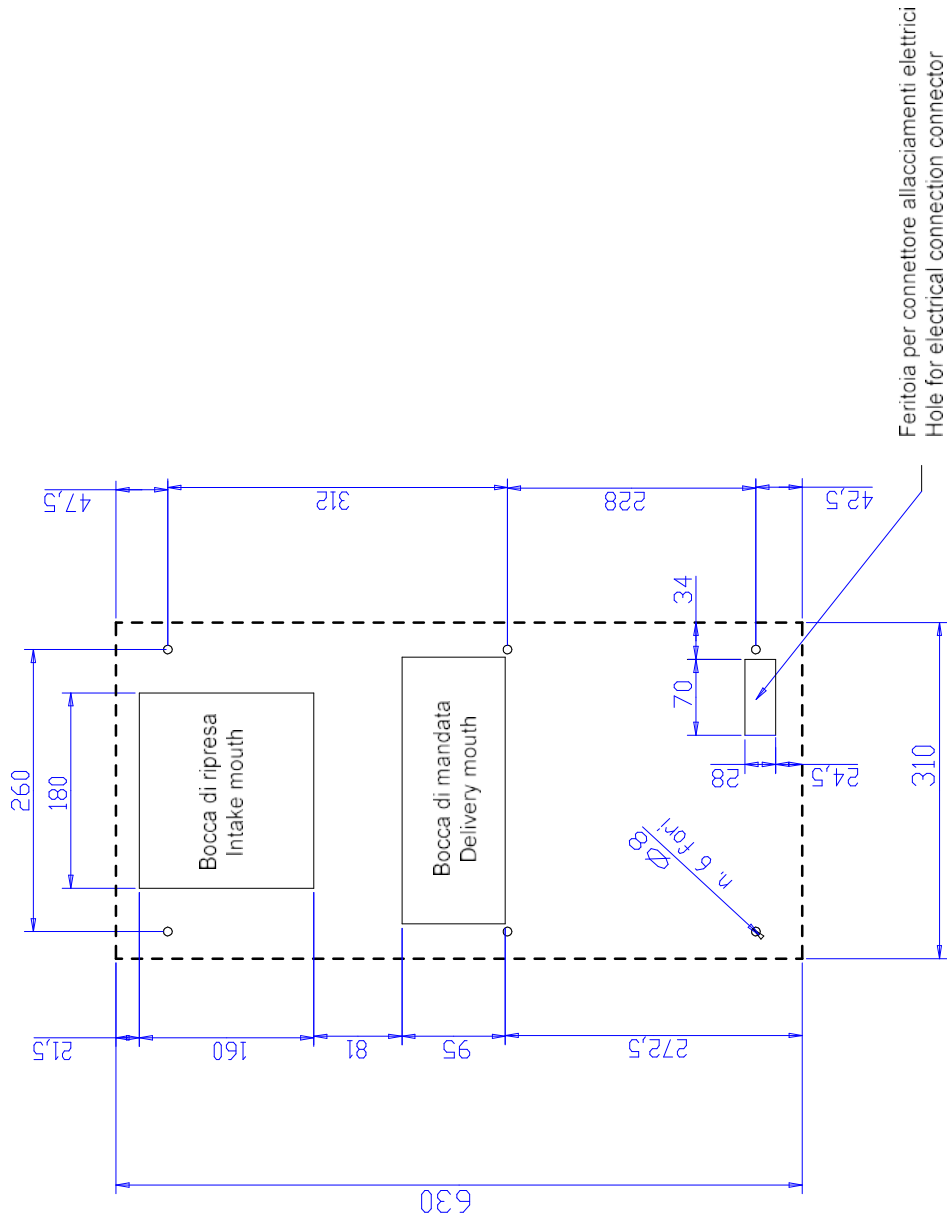 47,5
312
228
42,5
34
70
28
24,5
310
260
180
Bocca di ripresa
Intake mouth
Bocca di mandata
Delivery mouth
Ø8
n. 6 fori
21,5
160
81
95
272,5
630
Feritoia per connettore allacciamenti elettrici
Hole for electrical connection connector